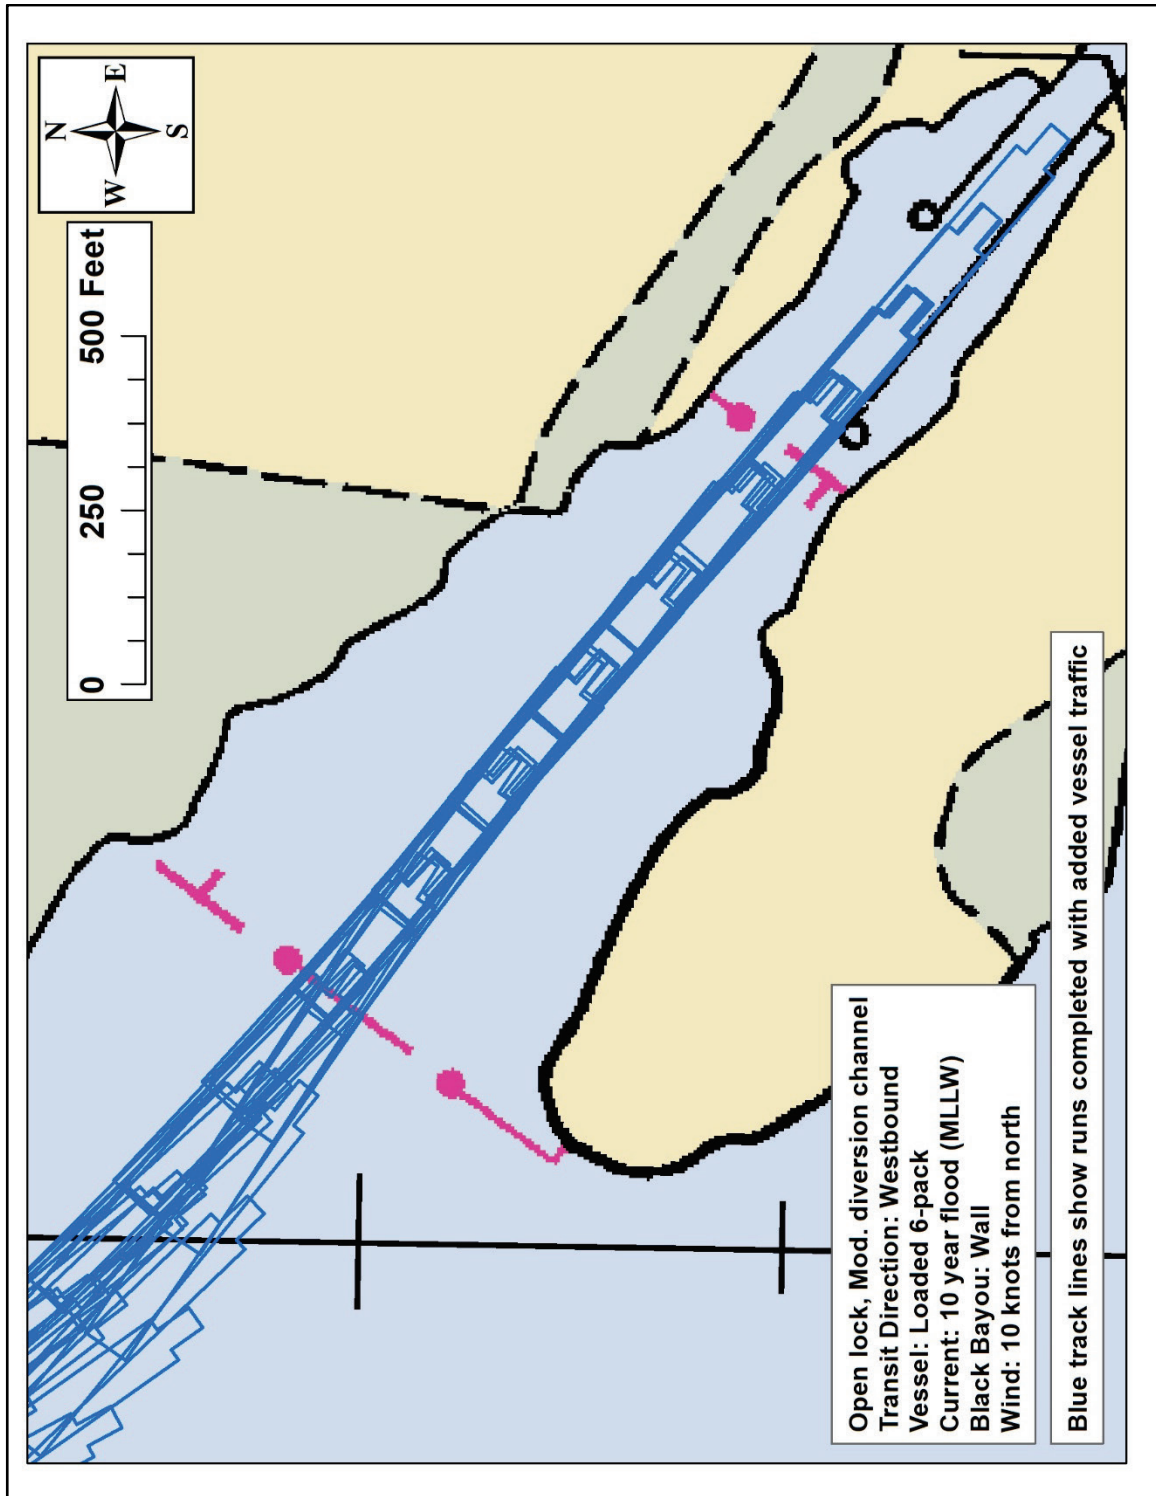 N
W E
S
0 250 500 Feet
Open lock, Mod. diversion channel
Transit Direction: Westbound
Vessel: Loaded 6-pack
Current: 10 year flood (MLLW)
Black Bayou: Wall
Wind: 10 knots from north
Blue track lines show runs completed with added vessel traffic